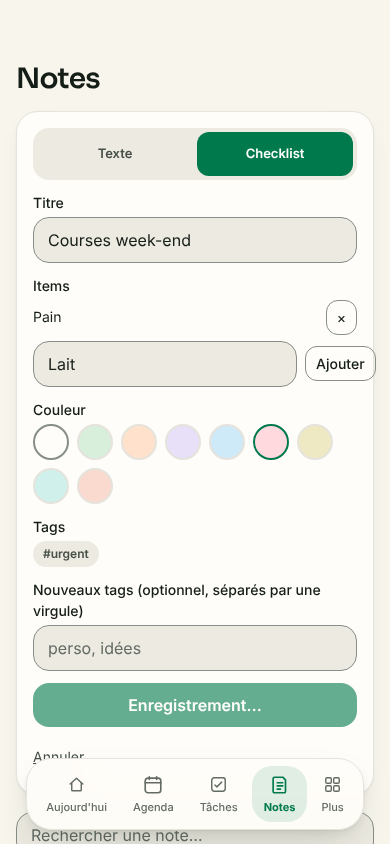 Notes
Texte
Checklist
Titre
Courses week-end
Items
Pain
×
Lait
Ajouter
Couleur
Tags
#urgent
Nouveaux tags (optionnel, séparés par une
virgule)
perso, idées
Enregistrement...
Annuler
Aujourd'hui
Agenda
Tâches
Notes
Plus
Rechercher une note...